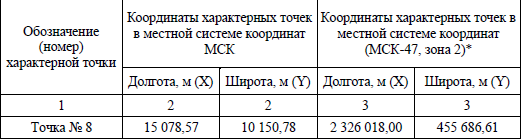 Обозначение
(номер)
характерной точки
Координаты характерных точек
в местной системе координат
МСК
Координаты характерных точек в
местной системе координат
(МСК-47, зона 2)*
Долгота, м (X) Широта, м (Y) Долгота, м (X) Широта, м (Y)
1 2 2 3 3
Точка № 8 15 078,57 10 150,78 2 326 018,00 455 686,61